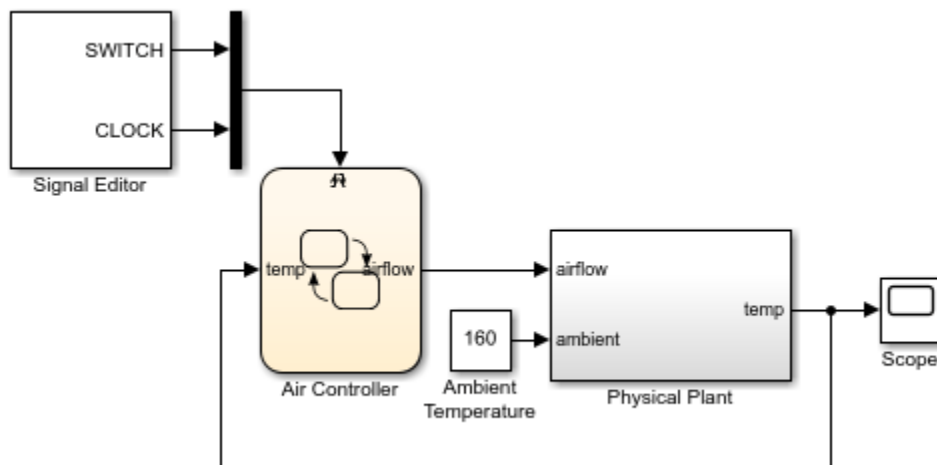 SWITCH
CLOCK
Signal Editor
temp
airflow
Air Controller
160
Ambient
Temperature
airflow
ambient
temp
Physical Plant
Scope